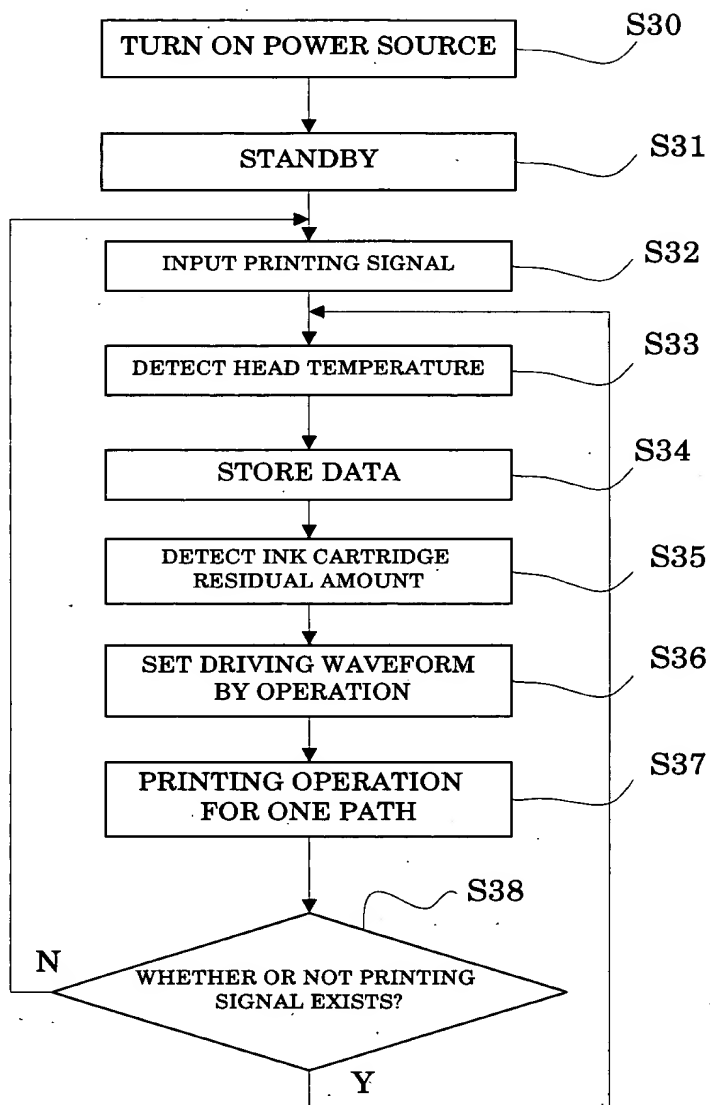 TURN ON POWER SOURCE
S30
STANDBY
S31
INPUT PRINTING SIGNAL
S32
DETECT HEAD TEMPERATURE
S33
STORE DATA
S34
DETECT INK CARTRIDGE
RESIDUAL AMOUNT
S35
SET DRIVING WAVEFORM
BY OPERATION
S36
PRINTING OPERATION
FOR ONE PATH
S37
S38
N
WHETHER OR NOT PRINTING
SIGNAL EXISTS?
Y